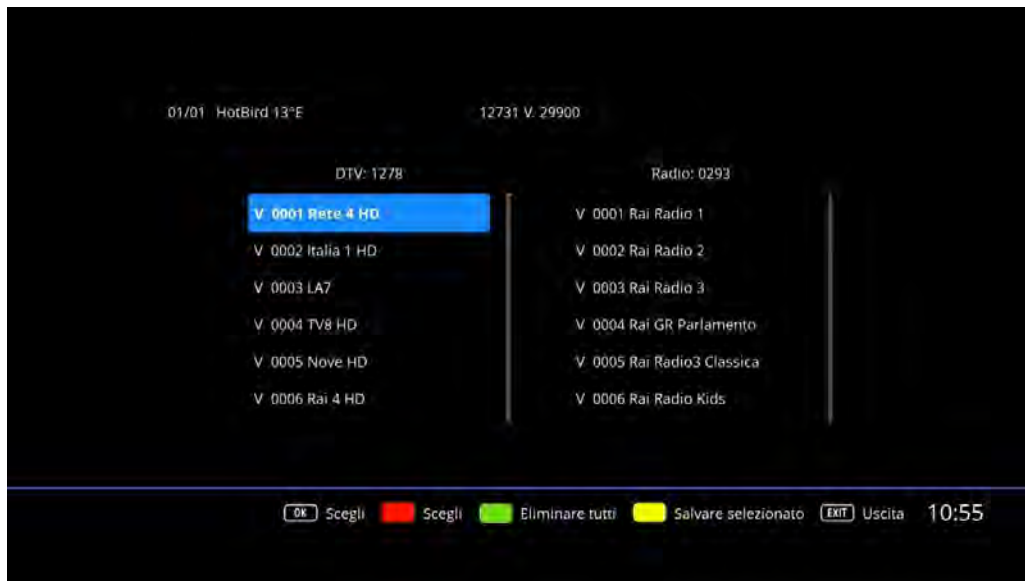 01/01 HotBird 13°E 12731 V. 29900
DTV: 1278 Radio: 0293
V 0001 Rete 4 HD V 0001 Rai Radio 1
V 0002 Italia 1 HD V 0002 Rai Radio 2
V 0003 LA7 V 0003 Rai Radio 3
V 0004 TV8 HD V 0004 Rai GR Parlamento
V 0005 Nove HD V 0005 Rai Radio3 Classica
V 0006 Rai 4 HD V 0006 Rai Radio Kids
OK Scegli Scegli Eliminare tutti Salvare selezionato EXIT Uscita 10:55